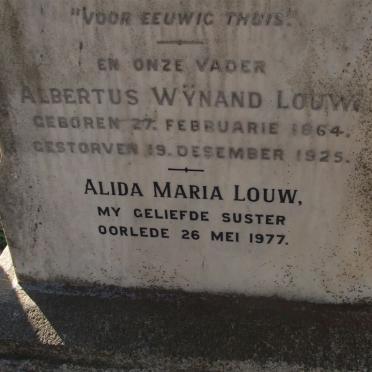 "VOOR EEUWIG THUIS."
EN ONZE VADER
ALBERTUS WŸNAND LOUW,
GEBOREN 27. FEBRUARIE 1864.
GESTORVEN 19. DESEMBER 1925.
ALIDA MARIA LOUW,
MY GELIEFDE SUSTER
OORLEDE 26 MEI 1977.